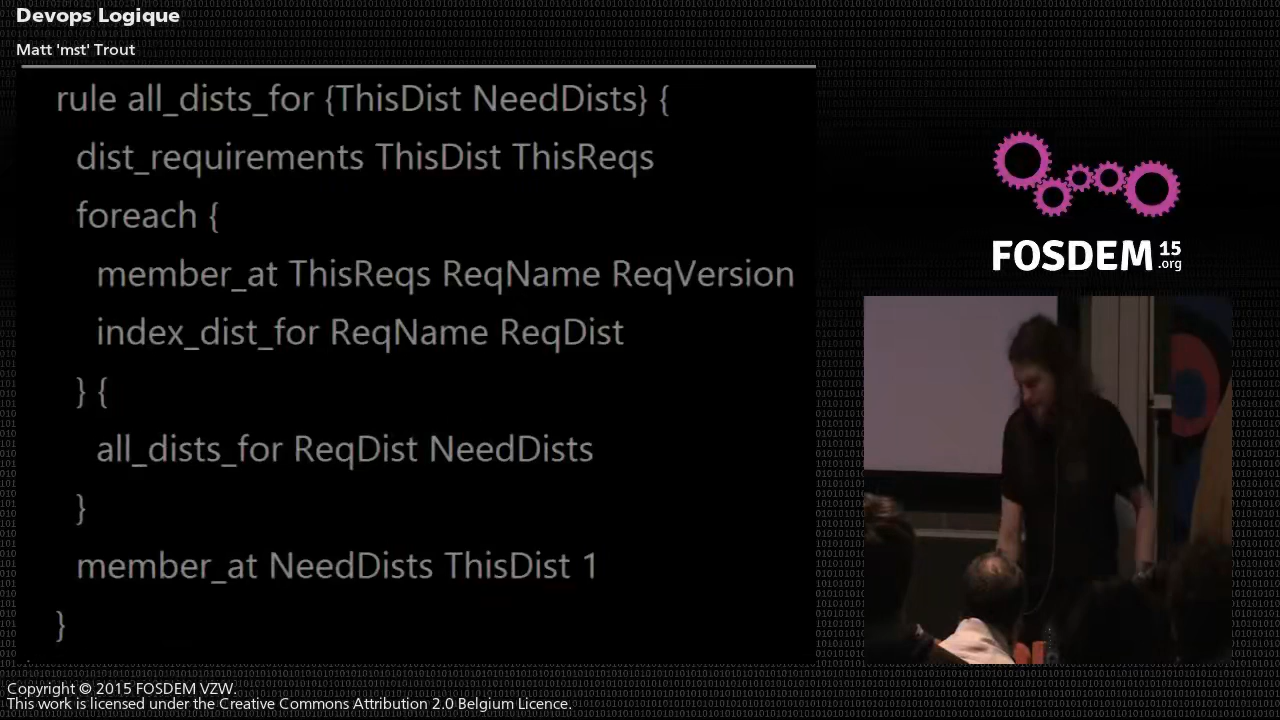 Devops Logique
Matt 'mst' Trout
rule all_dists_for {ThisDist NeedDists} {
dist_requirements ThisDist ThisReqs
foreach {
member_at ThisReqs ReqName ReqVersion
index_dist_for ReqName ReqDist
} {
all_dists_for ReqDist NeedDists
}
member_at NeedDists ThisDist 1
}
FOSDEM 15
.org
Copyright © 2015 FOSDEM VZW.
This work is licensed under the Creative Commons Attribution 2.0 Belgium Licence.